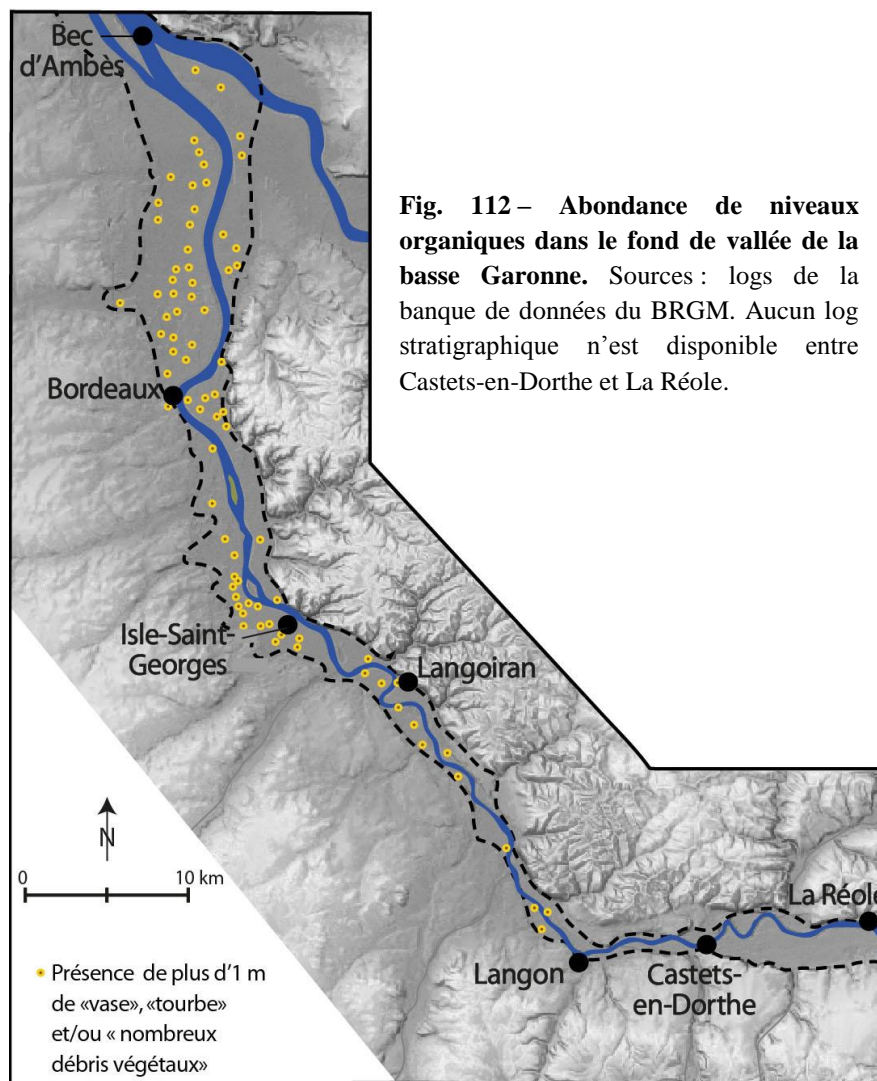 Bec
d'Ambès
Fig. 112 – Abondance de niveaux
organiques dans le fond de vallée de la
basse Garonne. Sources : logs de la
banque de données du BRGM. Aucun log
stratigraphique n'est disponible entre
Castets-en-Dorthe et La Réole.
Bordeaux
Isle-Saint-
Georges
Langoiran
N
0 10 km
La Réole
Langon
Castets-
en-Dorthe
Présence de plus d'1 m
de «vase», «tourbe»
et/ou « nombreux
débris végétaux»